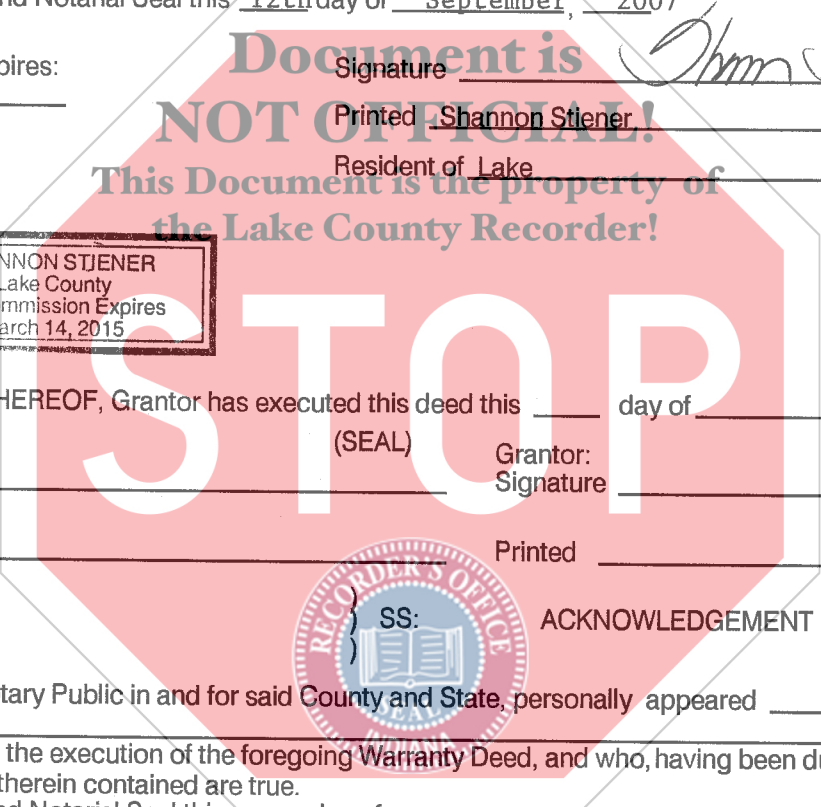 nd Notarial Seal this 12th day of September, 2007
pires:
Signature
Document is
NOT OFFICIAL!
Printed Shannon Stiener
Resident of Lake
This Document is the property of
the Lake County Recorder!
NNON STJENER
Lake County
mmission Expires
arch 14, 2015
STOP
HEREOF, Grantor has executed this deed this ____ day of
(SEAL)
Grantor:
Signature
Printed
RECORDER'S OFFICE
SEAL
INDIANA
)
) SS:
)
ACKNOWLEDGEMENT
tary Public in and for said County and State, personally appeared
the execution of the foregoing Warranty Deed, and who, having been du
therein contained are true.